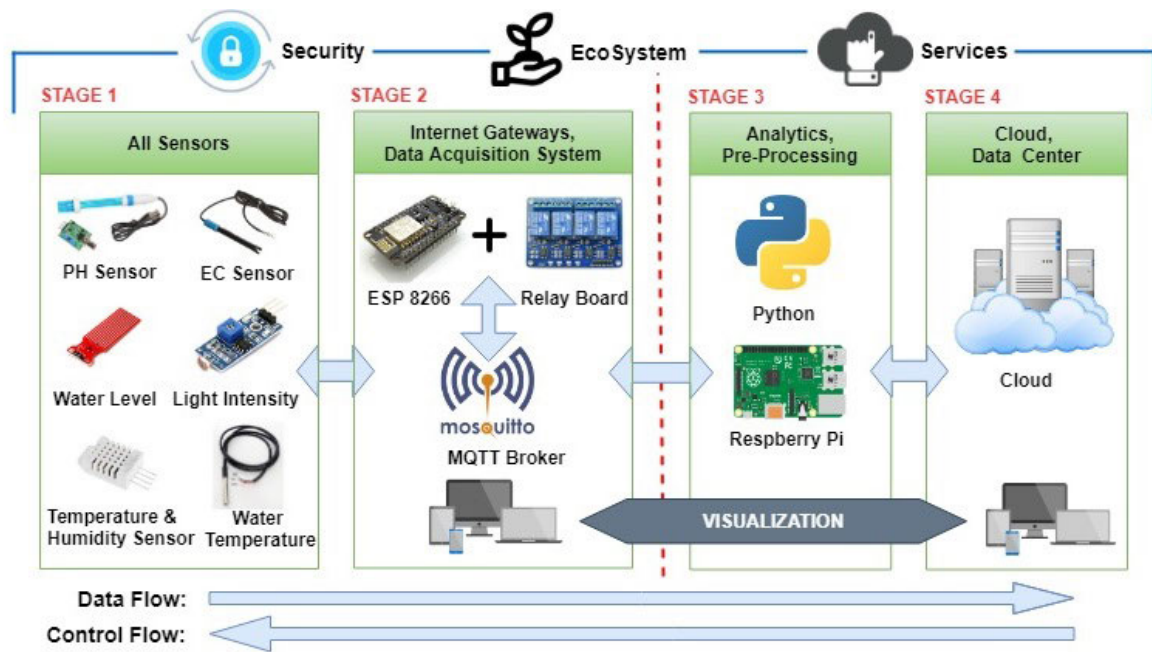 Security
EcoSystem
Services
STAGE 1
STAGE 2
STAGE 3
STAGE 4
All Sensors
Internet Gateways,
Data Acquisition System
Analytics,
Pre-Processing
Cloud,
Data Center
PH Sensor
EC Sensor
Water Level
Light Intensity
Temperature &
Humidity Sensor
Water
Temperature
ESP 8266
Relay Board
mosquitto
MQTT Broker
Python
Respberry Pi
Cloud
VISUALIZATION
Data Flow:
Control Flow: